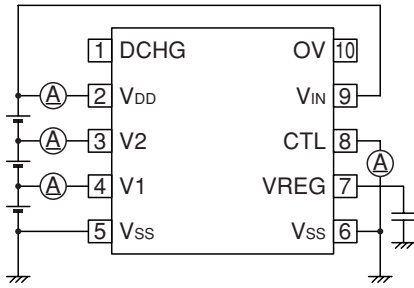 1 DCHG OV 10
A 2 VDD VIN 9
A 3 V2 CTL 8
A
A 4 V1 VREG 7
5 VSS VSS 6